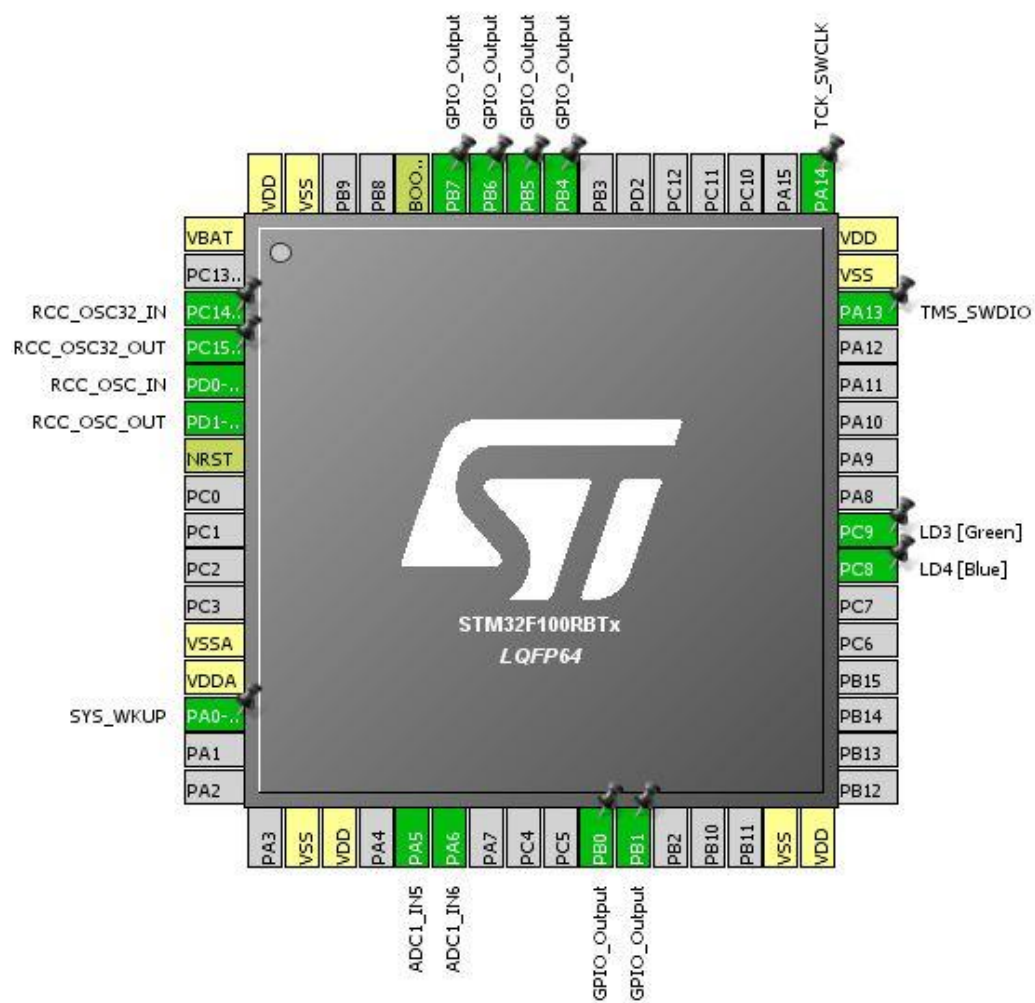 GPIO_Output
GPIO_Output
GPIO_Output
GPIO_Output
TCK_SWCLK
VDD
VSS
PB9
PB8
BOO..
PB7
PB6
PB5
PB4
PB3
PD2
PC12
PC11
PC10
PA15
PA14
VBAT
PC13..
RCC_OSC32_IN PC14..
RCC_OSC32_OUT PC15..
RCC_OSC_IN PD0-..
RCC_OSC_OUT PD1-..
NRST
PC0
PC1
PC2
PC3
VSSA
VDDA
SYS_WKUP PA0-..
PA1
PA2
STM32F100RBTx
LQFP64
VDD
VSS
PA13 TMS_SWDIO
PA12
PA11
PA10
PA9
PA8
PC9 LD3 [Green]
PC8 LD4 [Blue]
PC7
PC6
PB15
PB14
PB13
PB12
PA3
VSS
VDD
PA4
PA5
PA6
PA7
PC4
PC5
PB0
PB1
PB2
PB10
PB11
VSS
VDD
ADC1_IN5
ADC1_IN6
GPIO_Output
GPIO_Output